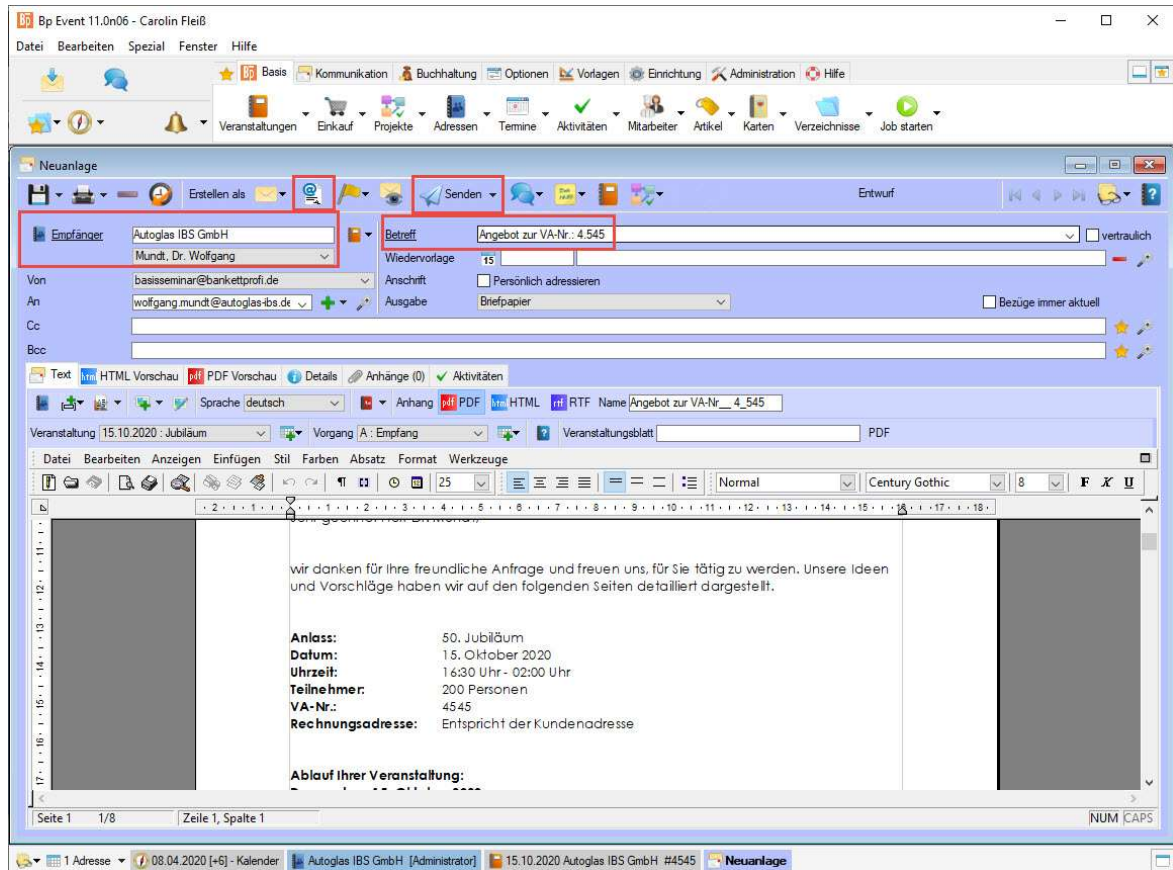 Bp Event 11.0n06 - Carolin Fleiß
Datei Bearbeiten Spezial Fenster Hilfe
Bp Basis Kommunikation Buchhaltung Optionen Vorlagen Einrichtung Administration Hilfe
Veranstaltungen Einkauf Projekte Adressen Termine Aktivitäten Mitarbeiter Artikel Karten Verzeichnisse Job starten
Neuanlage
Erstellen als Senden Entwurf
Empfänger Autoglas IBS GmbH Betreff Angebot zur VA-Nr.: 4.545 vertraulich
Mundt, Dr. Wolfgang Wiedervorlage 15
Von basisseminar@bankettprofi.de Anschrift Persönlich adressieren
An wolfgang.mundt@autoglas-ibs.de Ausgabe Briefpapier Bezüge immer aktuell
Cc
Bcc
Text HTML Vorschau PDF Vorschau Details Anhänge (0) Aktivitäten
Sprache deutsch Anhang PDF HTML RTF Name Angebot zur VA-Nr__ 4_545
Veranstaltung 15.10.2020 : Jubiläum Vorgang A : Empfang Veranstaltungsblatt PDF
Datei Bearbeiten Anzeigen Einfügen Stil Farben Absatz Format Werkzeuge
25 Normal Century Gothic 8 F K U
wir danken für Ihre freundliche Anfrage und freuen uns, für Sie tätig zu werden. Unsere Ideen
und Vorschläge haben wir auf den folgenden Seiten detailliert dargestellt.
Anlass: 50. Jubiläum
Datum: 15. Oktober 2020
Uhrzeit: 16:30 Uhr - 02:00 Uhr
Teilnehmer: 200 Personen
VA-Nr.: 4545
Rechnungsadresse: Entspricht der Kundenadresse
Ablauf Ihrer Veranstaltung:
Seite 1 1/8 Zeile 1, Spalte 1 NUM CAPS
1 Adresse 08.04.2020 [+6] - Kalender Autoglas IBS GmbH [Administrator] 15.10.2020 Autoglas IBS GmbH #4545 Neuanlage